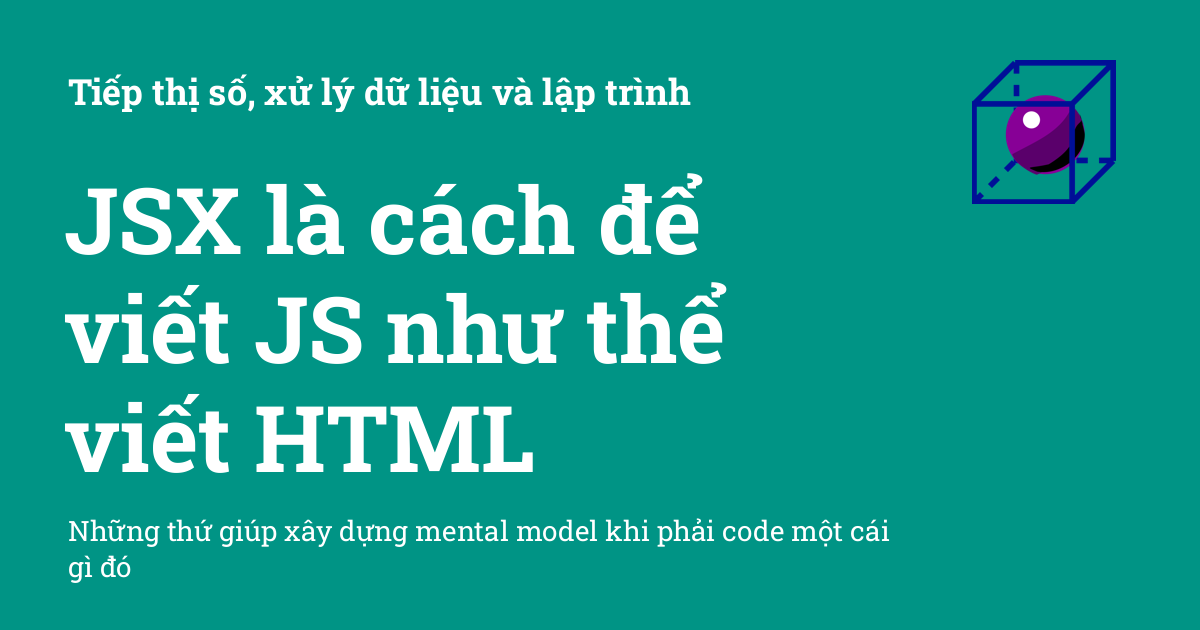 Tiếp thị số, xử lý dữ liệu và lập trình
JSX là cách để
viết JS như thể
viết HTML
Những thứ giúp xây dựng mental model khi phải code một cái
gì đó